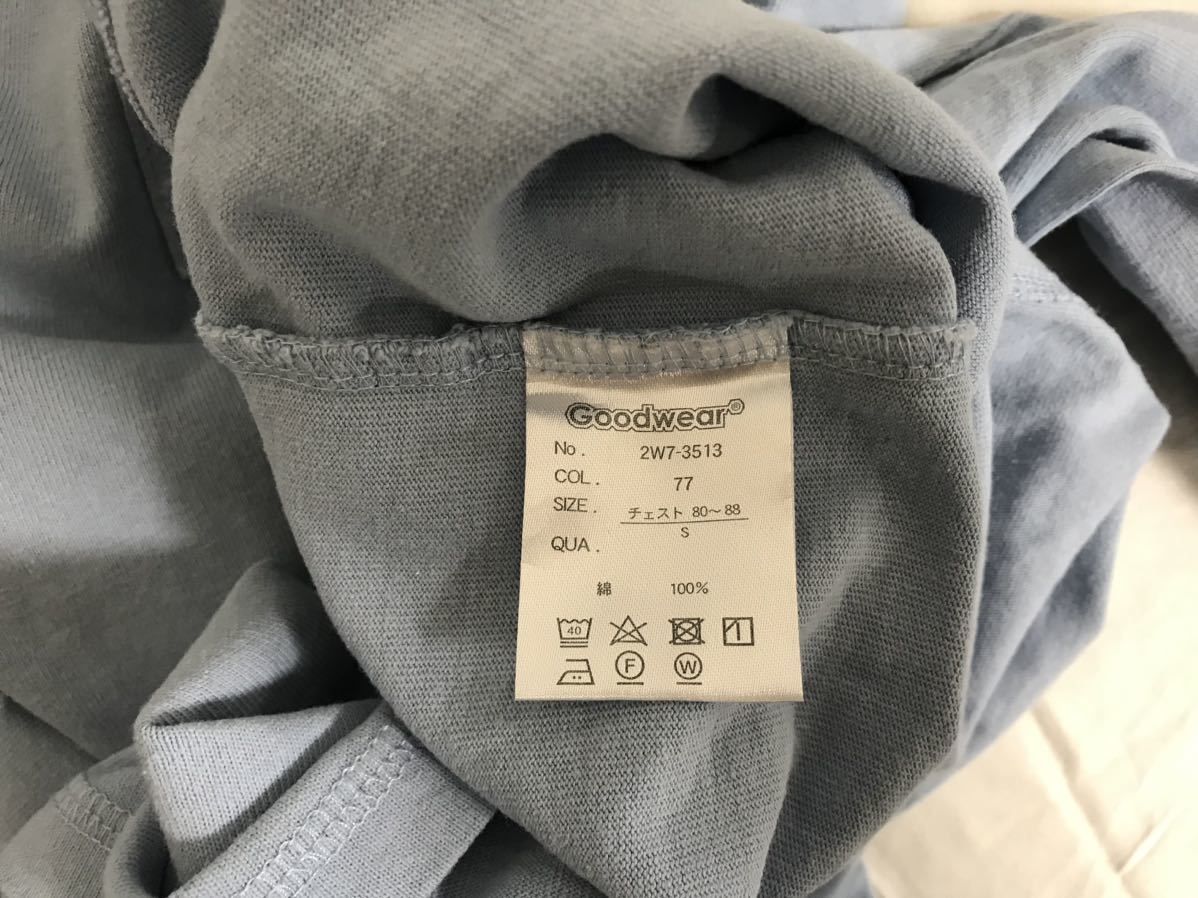 Goodwear®
No. 2W7-3513
COL. 77
SIZE. チェスト 80〜88
S
QUA.
綿 100%
40
F W